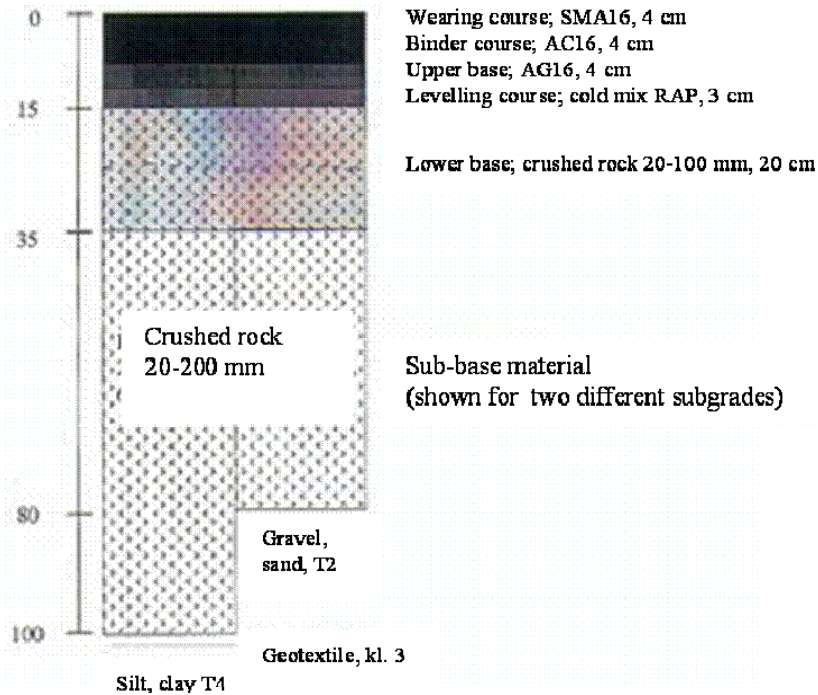 0
Wearing course; SMA16, 4 cm
Binder course; AC16, 4 cm
Upper base; AG16, 4 cm
Levelling course; cold mix RAP, 3 cm
15
Lower base; crushed rock 20-100 mm, 20 cm
35
Crushed rock
20-200 mm
Sub-base material
(shown for two different subgrades)
80
Gravel,
sand, T2
100
Geotextile, kl. 3
Silt, clay T4